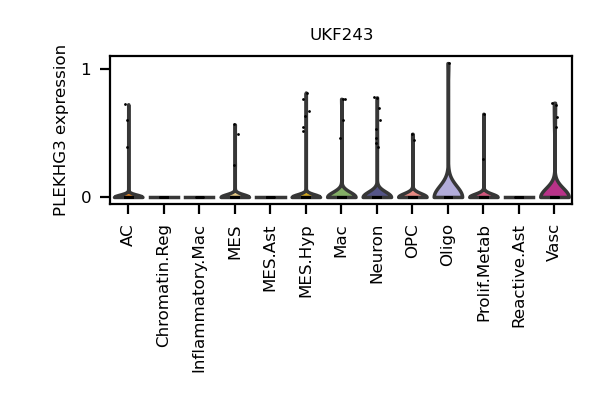 UKF243
PLEKHG3 expression
1
0
AC
Chromatin.Reg
Inflammatory.Mac
MES
MES.Ast
MES.Hyp
Mac
Neuron
OPC
Oligo
Prolif.Metab
Reactive.Ast
Vasc